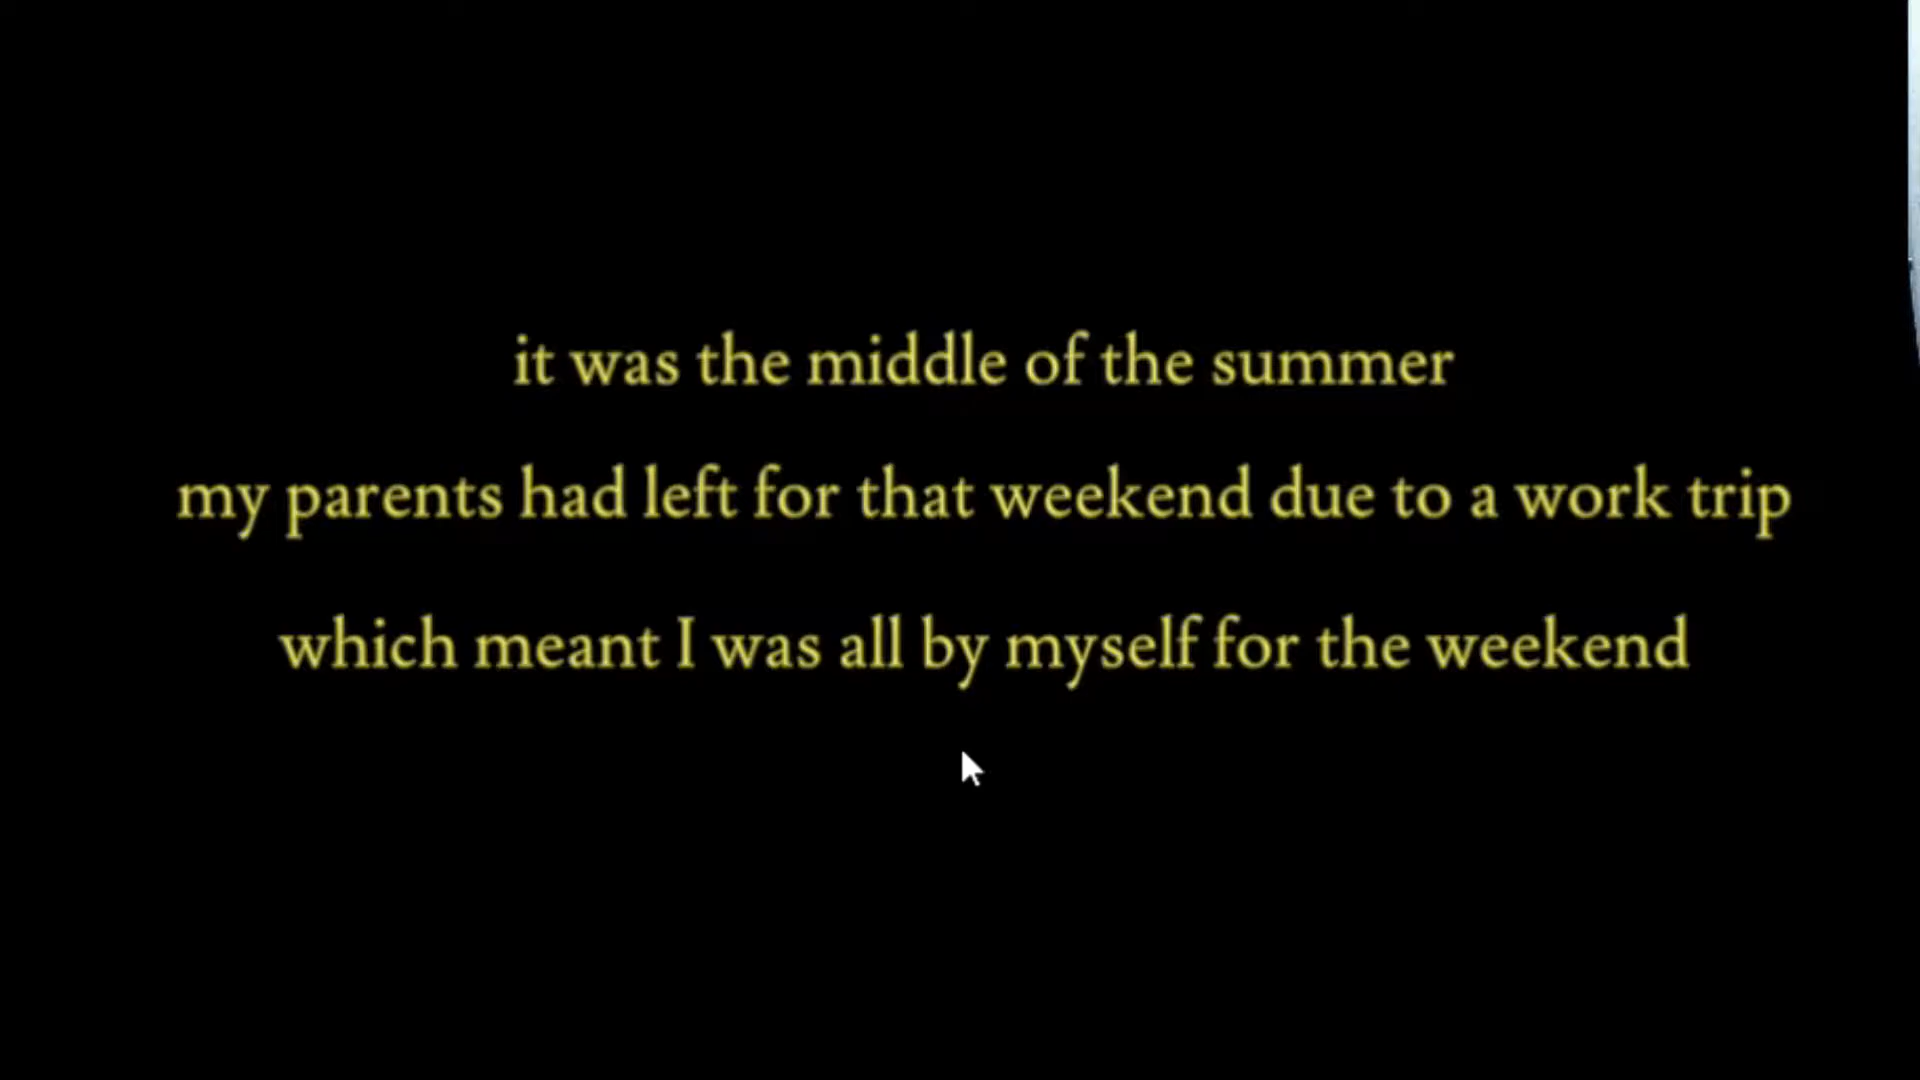 it was the middle of the summer
my parents had left for that weekend due to a work trip
which meant I was all by myself for the weekend